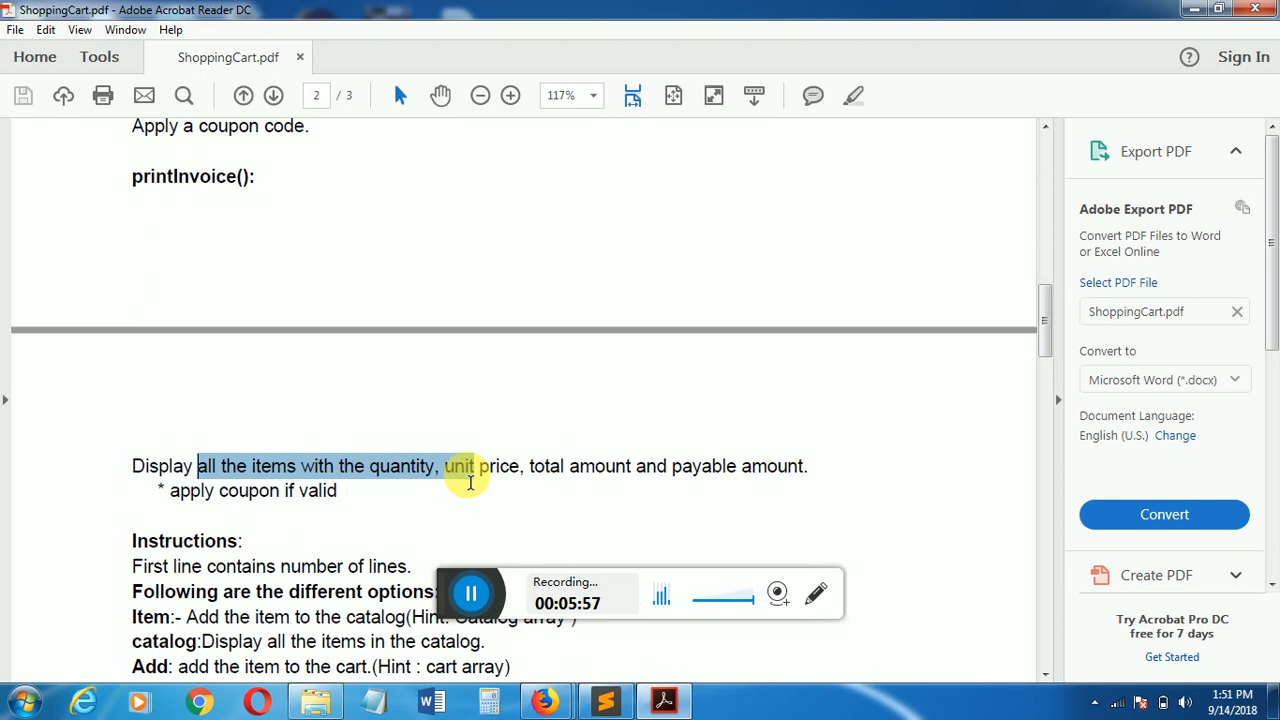 ShoppingCart.pdf - Adobe Acrobat Reader DC
File Edit View Window Help
Home Tools ShoppingCart.pdf × ? Sign In
2 / 3 117%
Apply a coupon code.
printInvoice():
Display all the items with the quantity, unit price, total amount and payable amount.
* apply coupon if valid
Instructions:
First line contains number of lines.
Following are the different options:
Item:- Add the item to the catalog(Hint: Catalog array )
catalog:Display all the items in the catalog.
Add: add the item to the cart.(Hint : cart array)
Recording...
00:05:57
Export PDF
Adobe Export PDF
Convert PDF Files to Word
or Excel Online
Select PDF File
ShoppingCart.pdf
Convert to
Microsoft Word (*.docx)
Document Language:
English (U.S.) Change
Convert
Create PDF
Try Acrobat Pro DC
free for 7 days
Get Started
1:51 PM
9/14/2018